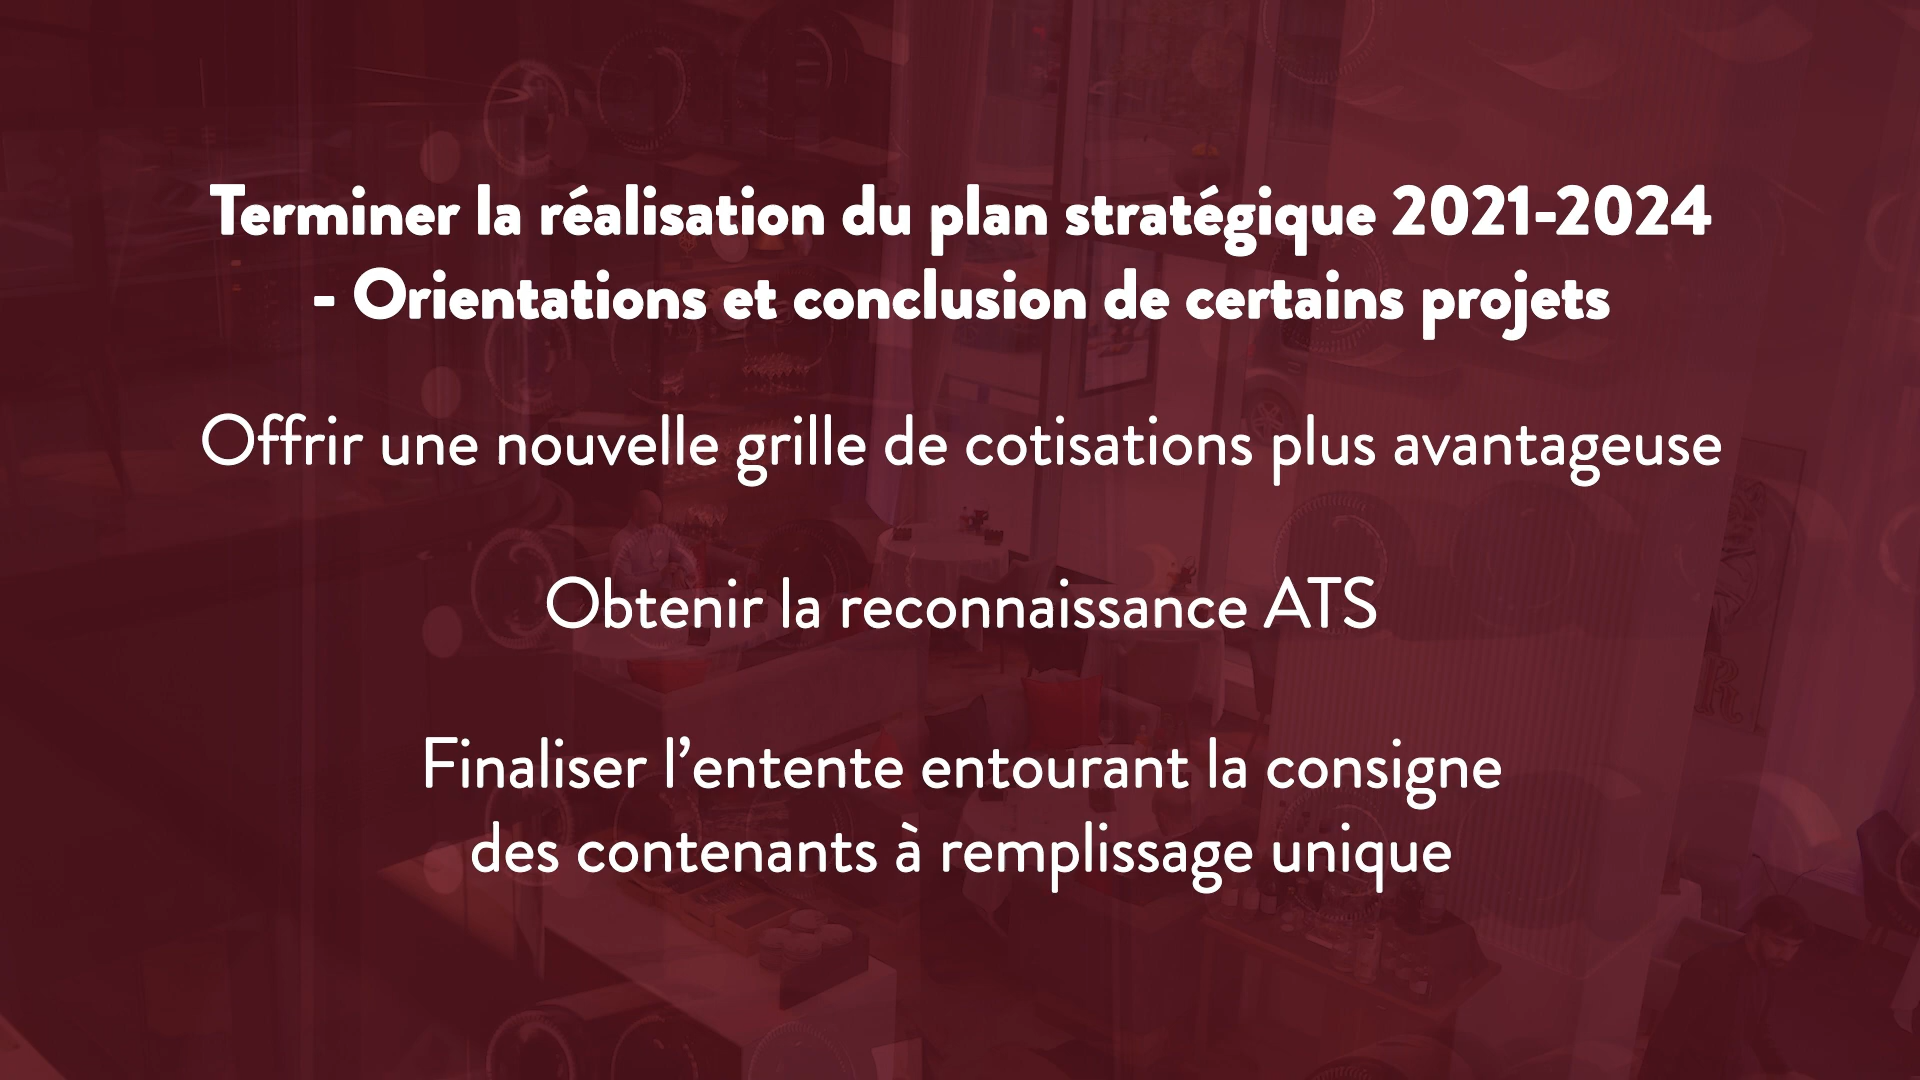 Terminer la réalisation du plan stratégique 2021-2024
- Orientations et conclusion de certains projets
Offrir une nouvelle grille de cotisations plus avantageuse
Obtenir la reconnaissance ATS
Finaliser l’entente entourant la consigne
des contenants à remplissage unique